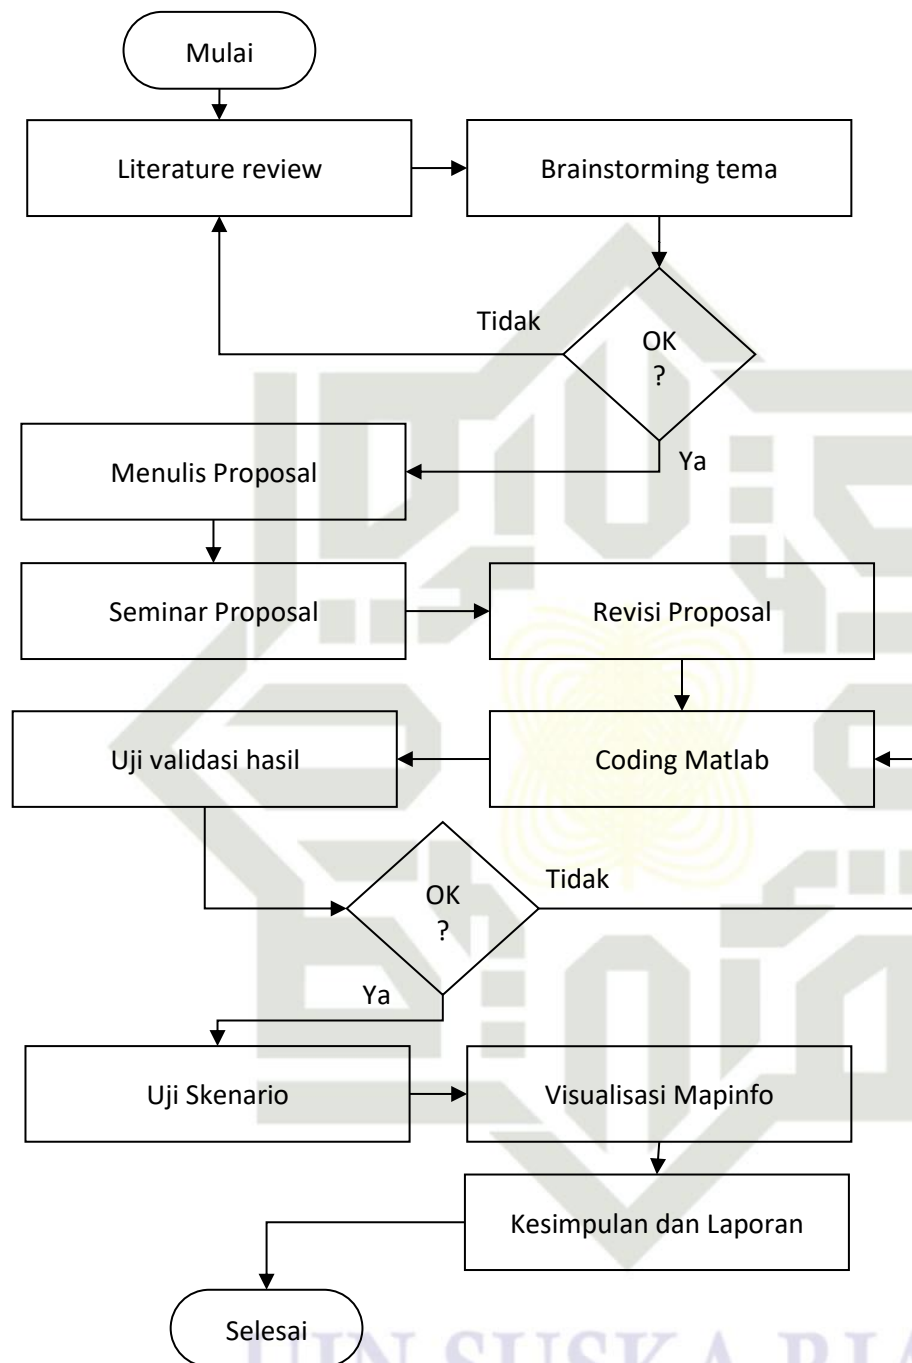 Mulai
Literature review
Brainstorming tema
Tidak
OK
?
Ya
Menulis Proposal
Seminar Proposal
Revisi Proposal
Uji validasi hasil
Coding Matlab
Tidak
OK
?
Ya
Uji Skenario
Visualisasi Mapinfo
Kesimpulan dan Laporan
Selesai
UIN SUSKA RIA